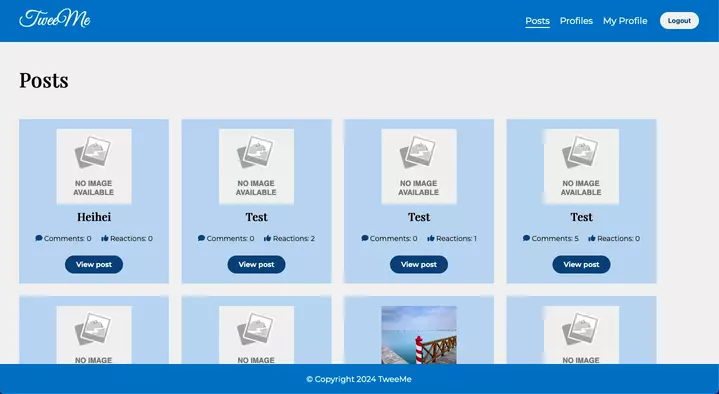 TweeMe
Posts Profiles My Profile Logout
Posts
NO IMAGE AVAILABLE NO IMAGE AVAILABLE NO IMAGE AVAILABLE NO IMAGE AVAILABLE
Heihei Test Test Test
Comments: 0 Reactions: 0 Comments: 0 Reactions: 2 Comments: 0 Reactions: 1 Comments: 5 Reactions: 0
View post View post View post View post
NO IMAGE NO IMAGE NO IMAGE
© Copyright 2024 TweeMe